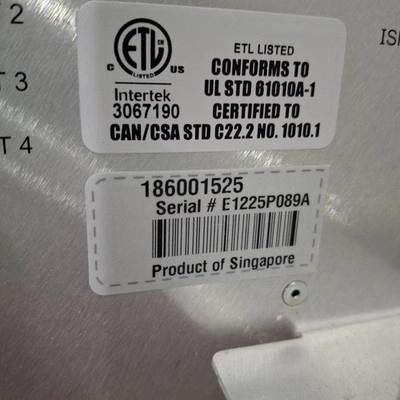 T 2
T 3
T 4
ETL
LISTED
C US
Intertek
3067190
ETL LISTED
CONFORMS TO
UL STD 61010A-1
CERTIFIED TO
CAN/CSA STD C22.2 NO. 1010.1
186001525
Serial # E1225P089A
Product of Singapore